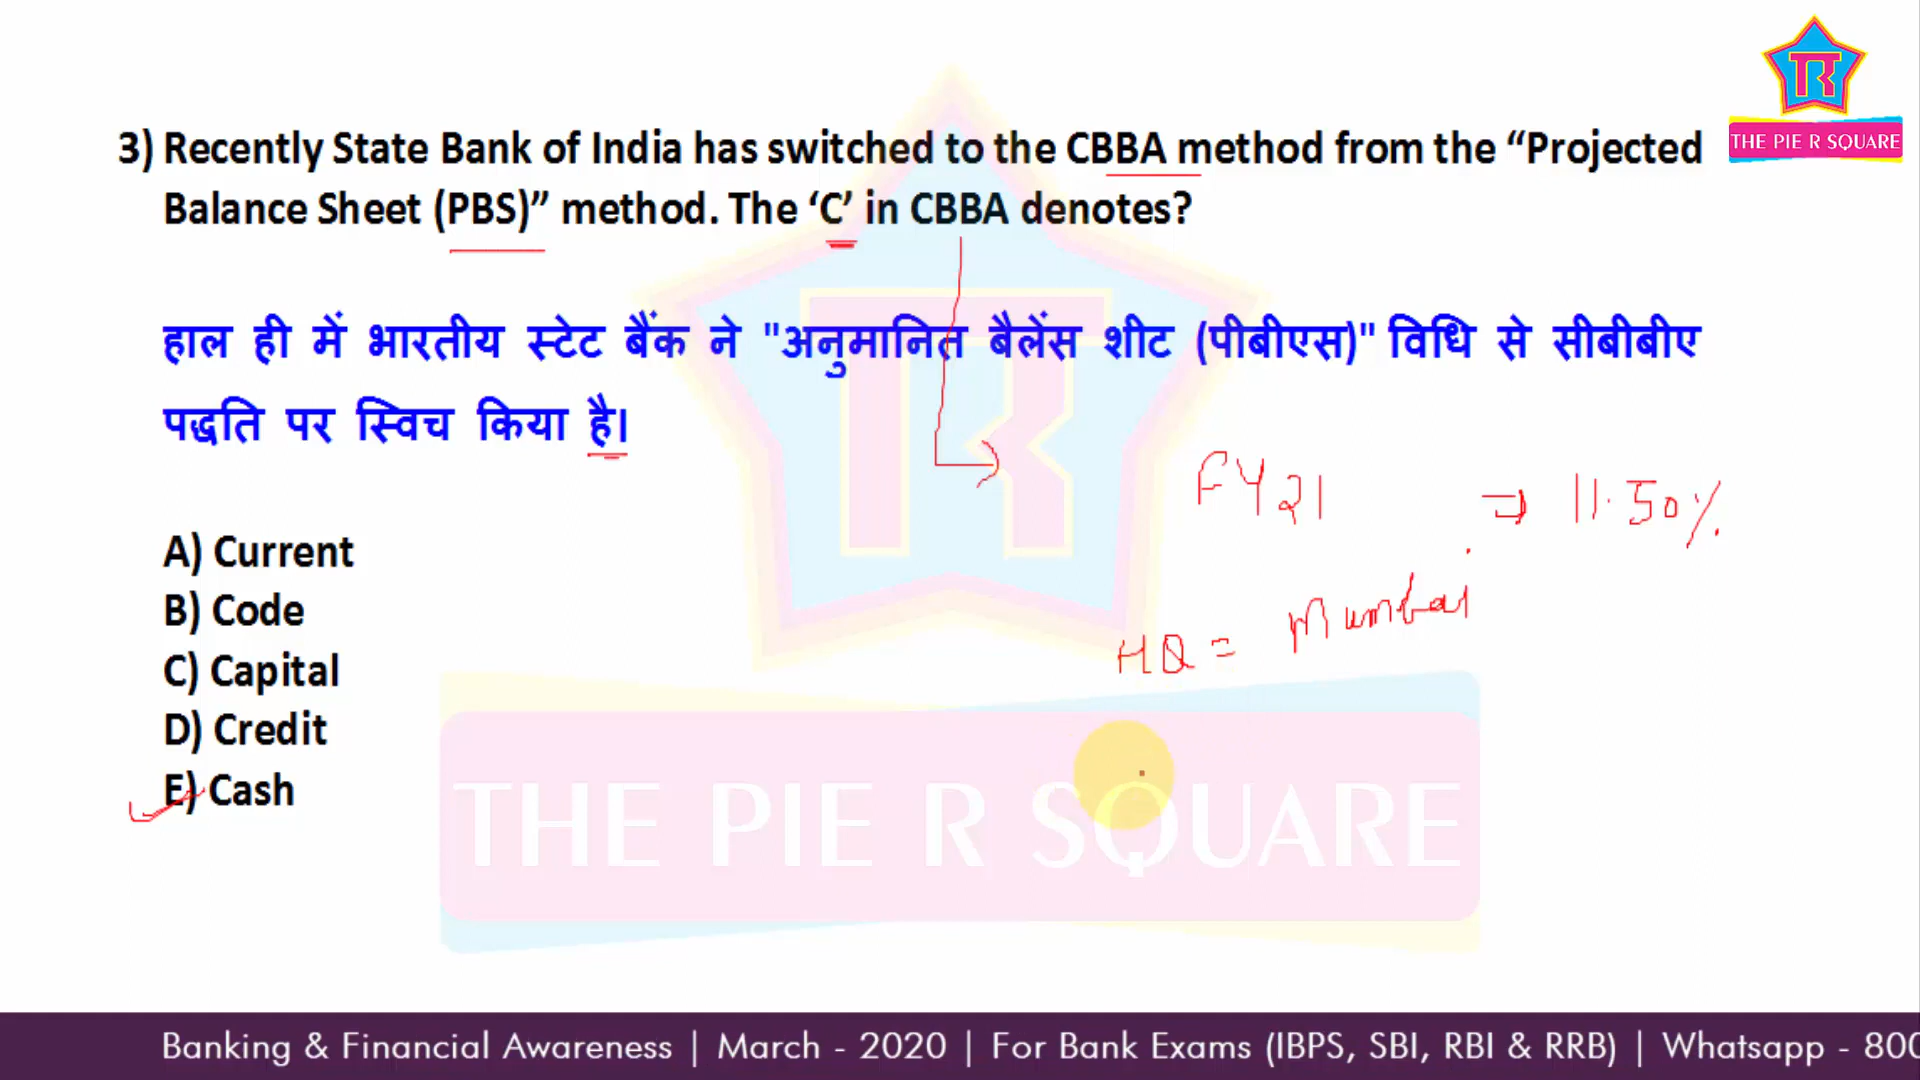 THE PIE R SQUARE
3) Recently State Bank of India has switched to the CBBA method from the “Projected
Balance Sheet (PBS)” method. The ‘C’ in CBBA denotes?
हाल ही में भारतीय स्टेट बैंक ने "अनुमानित बैलेंस शीट (पीबीएस)" विधि से सीबीबीए
पद्धति पर स्विच किया है।
FY21 → 11.50%
A) Current
B) Code
HQ = Mumbai
C) Capital
D) Credit
E) Cash
THE PIE R SQUARE
Banking & Financial Awareness | March - 2020 | For Bank Exams (IBPS, SBI, RBI & RRB) | Whatsapp - 800